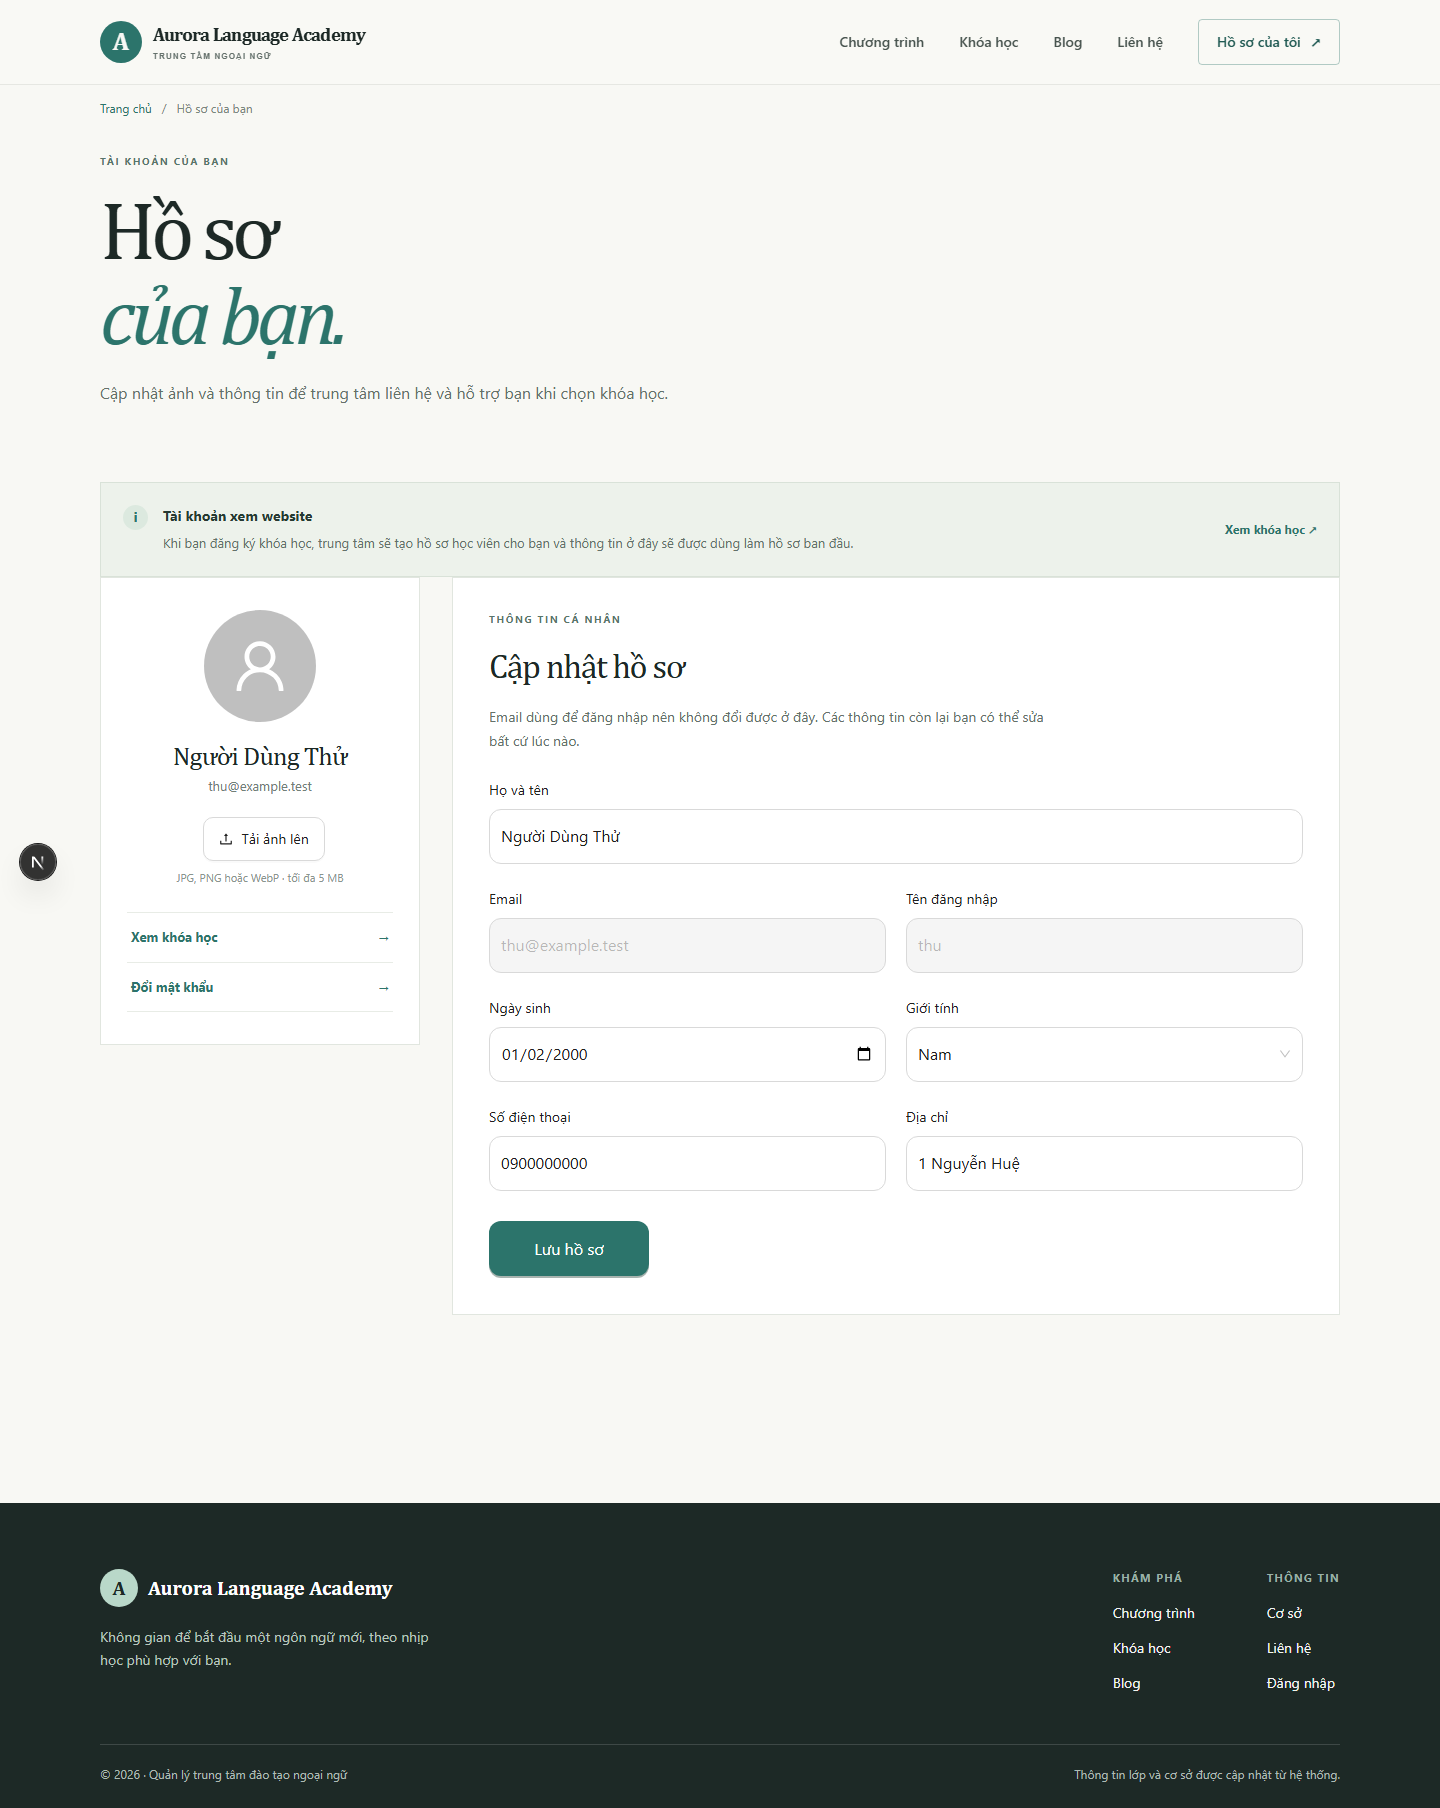 A
Aurora Language Academy
TRUNG TÂM NGOẠI NGỮ
Chương trình
Khóa học
Blog
Liên hệ
Hồ sơ của tôi ↗
Trang chủ / Hồ sơ của bạn
TÀI KHOẢN CỦA BẠN
Hồ sơ
của bạn.
Cập nhật ảnh và thông tin để trung tâm liên hệ và hỗ trợ bạn khi chọn khóa học.
i
Tài khoản xem website
Khi bạn đăng ký khóa học, trung tâm sẽ tạo hồ sơ học viên cho bạn và thông tin ở đây sẽ được dùng làm hồ sơ ban đầu.
Xem khóa học ↗
Người Dùng Thử
thu@example.test
Tải ảnh lên
JPG, PNG hoặc WebP · tối đa 5 MB
Xem khóa học →
Đổi mật khẩu →
THÔNG TIN CÁ NHÂN
Cập nhật hồ sơ
Email dùng để đăng nhập nên không đổi được ở đây. Các thông tin còn lại bạn có thể sửa
bất cứ lúc nào.
Họ và tên
Người Dùng Thử
Email
thu@example.test
Tên đăng nhập
thu
Ngày sinh
01/02/2000
Giới tính
Nam
Số điện thoại
0900000000
Địa chỉ
1 Nguyễn Huệ
Lưu hồ sơ
N
A
Aurora Language Academy
Không gian để bắt đầu một ngôn ngữ mới, theo nhịp
học phù hợp với bạn.
KHÁM PHÁ
Chương trình
Khóa học
Blog
THÔNG TIN
Cơ sở
Liên hệ
Đăng nhập
© 2026 · Quản lý trung tâm đào tạo ngoại ngữ
Thông tin lớp và cơ sở được cập nhật từ hệ thống.